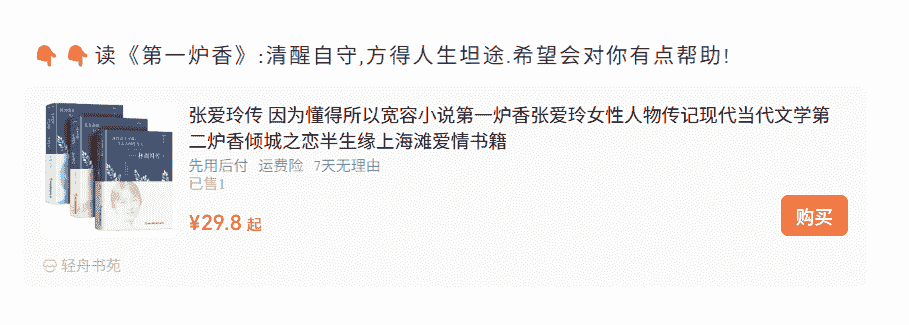 👇👇读《第一炉香》:清醒自守,方得人生坦途.希望会对你有点帮助!
张爱玲传 因为懂得所以宽容小说第一炉香张爱玲女性人物传记现代当代文学第
二炉香倾城之恋半生缘上海滩爱情书籍
先用后付 运费险 7天无理由
已售1
¥29.8 起
购买
轻舟书苑